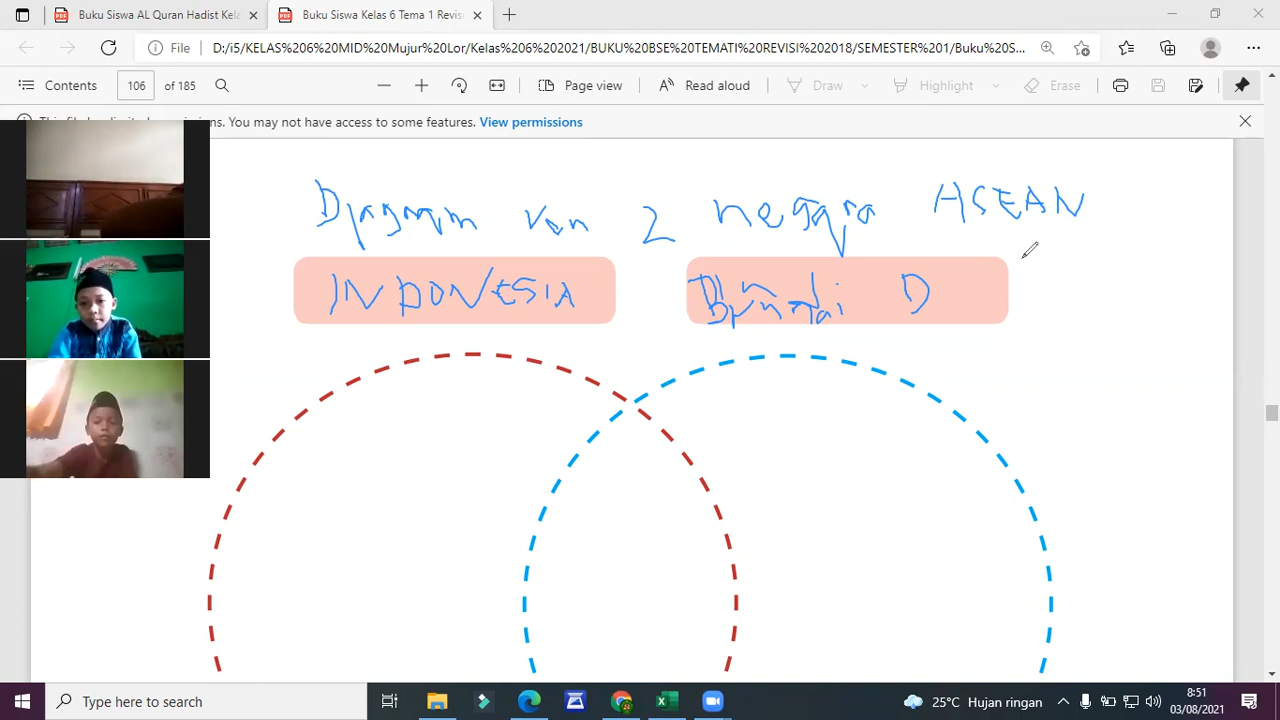 Buku Siswa AL Quran Hadist Kela
Buku Siswa Kelas 6 Tema 1 Revis
File D:/i5/KELAS%206%20MID%20Mujur%20Lor/Kelas%206%202021/BUKU%20BSE%20TEMATI%20REVISI%202018/SEMESTER%201/Buku%20S...
Contents 106 of 185 Page view Read aloud Draw Highlight Erase
You may not have access to some features. View permissions
Diagram Ven 2 negara ASEAN
INDONESIA Brunai D
Type here to search
25°C Hujan ringan
8:51
03/08/2021